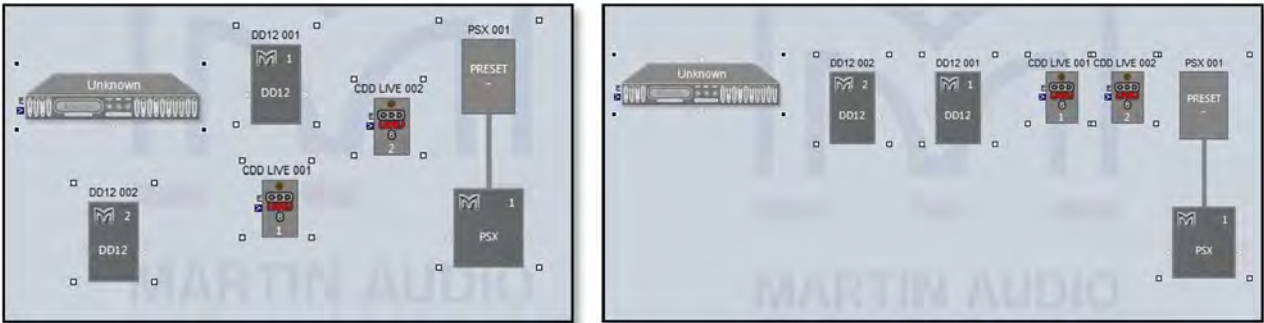 DD12 001
PSX 001
1
PRESET
-
Unknown
DD12
CDD LIVE 002
2
CDD LIVE 001
DD12 002
1
2
DD12
1
PSX
MARTIN AUDIO
DD12 002
DD12 001
CDD LIVE 001
CDD LIVE 002
PSX 001
Unknown
2
1
PRESET
-
DD12
DD12
1
2
1
PSX
MARTIN AUDIO